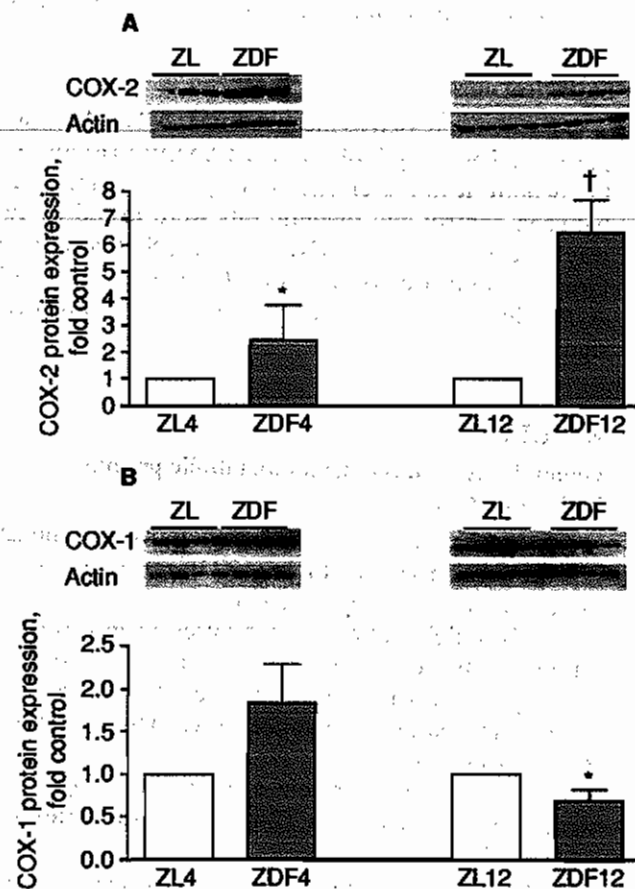 A
ZL ZDF ZL ZDF
COX-2
Actin
COX-2 protein expression,
fold control
8
7
6
5
4
3
2
1
0
*
†
ZL4 ZDF4 ZL12 ZDF12
B
ZL ZDF ZL ZDF
COX-1
Actin
COX-1 protein expression,
fold control
2.5
2.0
1.5
1.0
0.5
0.0
*
ZL4 ZDF4 ZL12 ZDF12